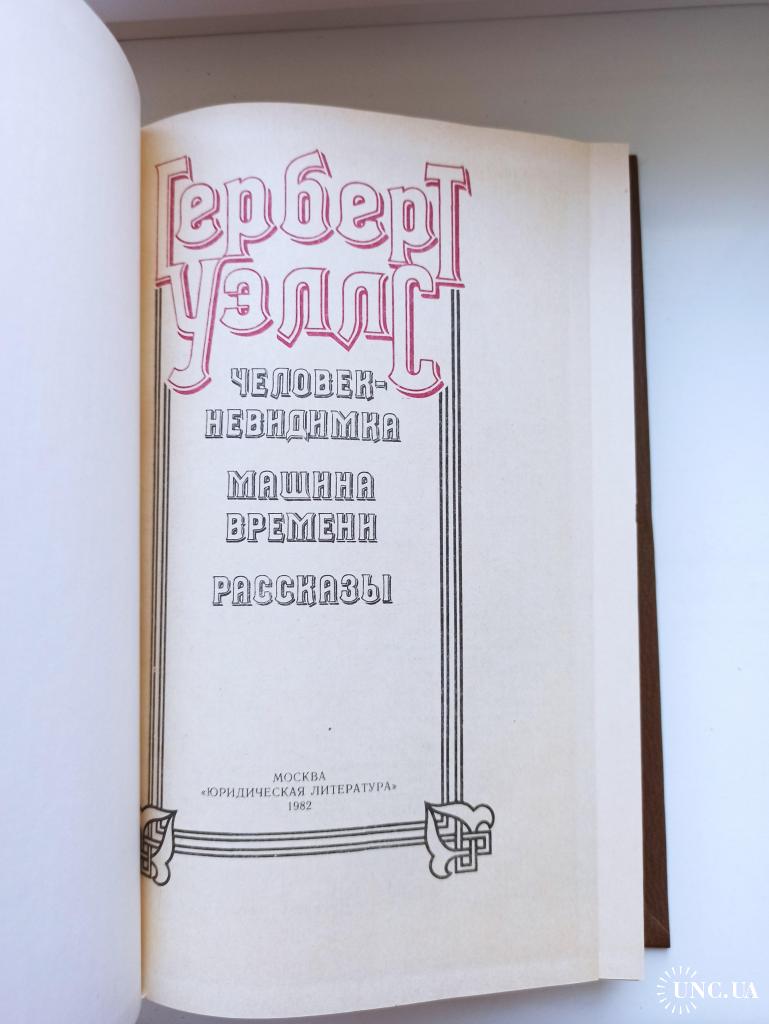 Герберт
Уэллс
ЧЕЛОВЕК-
НЕВИДИМКА
МАШИНА
ВРЕМЕНИ
РАССКАЗЫ
МОСКВА
«ЮРИДИЧЕСКАЯ ЛИТЕРАТУРА»
1982
UNC.UA